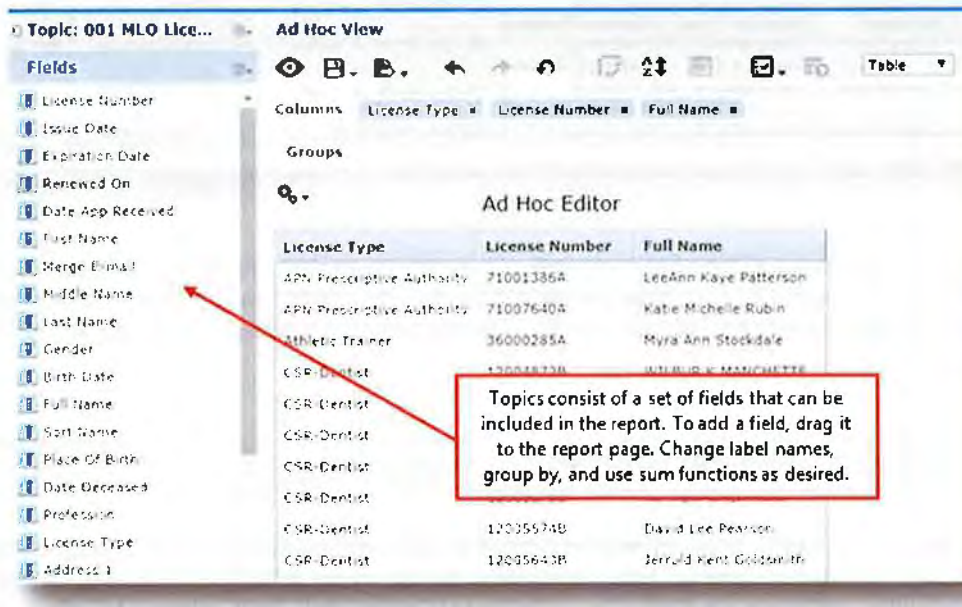 Topic: 001 MLO Lice...
Fields
License Number
Issue Date
Expiration Date
Renewed On
Date App Received
First Name
Merge E-mail
Middle Name
Last Name
Gender
Birth Date
Full Name
Sort Name
Place Of Birth
Date Deceased
Profession
License Type
Address 1
Ad Hoc View
Table
Columns License Type License Number Full Name
Groups
Ad Hoc Editor
License Type License Number Full Name
APN Prescriptive Authority 71001386A LeeAnn Kaye Patterson
APN Prescriptive Authority 71007640A Katie Michelle Rubin
Athletic Trainer 36000285A Myra Ann Stockdale
CSR-Dentist
CSR-Dentist
CSR-Dentist
CSR-Dentist
CSR-Dentist
CSR-Dentist David Lee Pearson
CSR-Dentist 12005643B Jerrold Kent Goldsmith
Topics consist of a set of fields that can be
included in the report. To add a field, drag it
to the report page. Change label names,
group by, and use sum functions as desired.